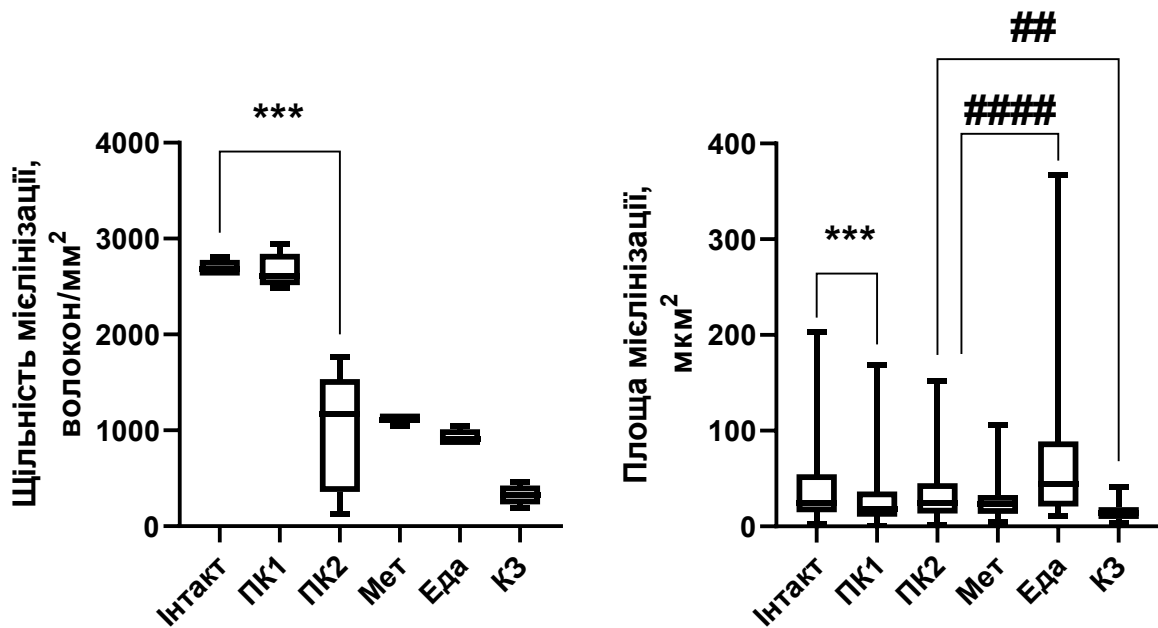 Щільність мієлінізації,
волокон/мм²
***
4000
3000
2000
1000
0
Інтакт
ПК1
ПК2
Мет
Еда
КЗ
Площа мієлінізації,
мкм²
##
####
***
400
300
200
100
0
Інтакт
ПК1
ПК2
Мет
Еда
КЗ